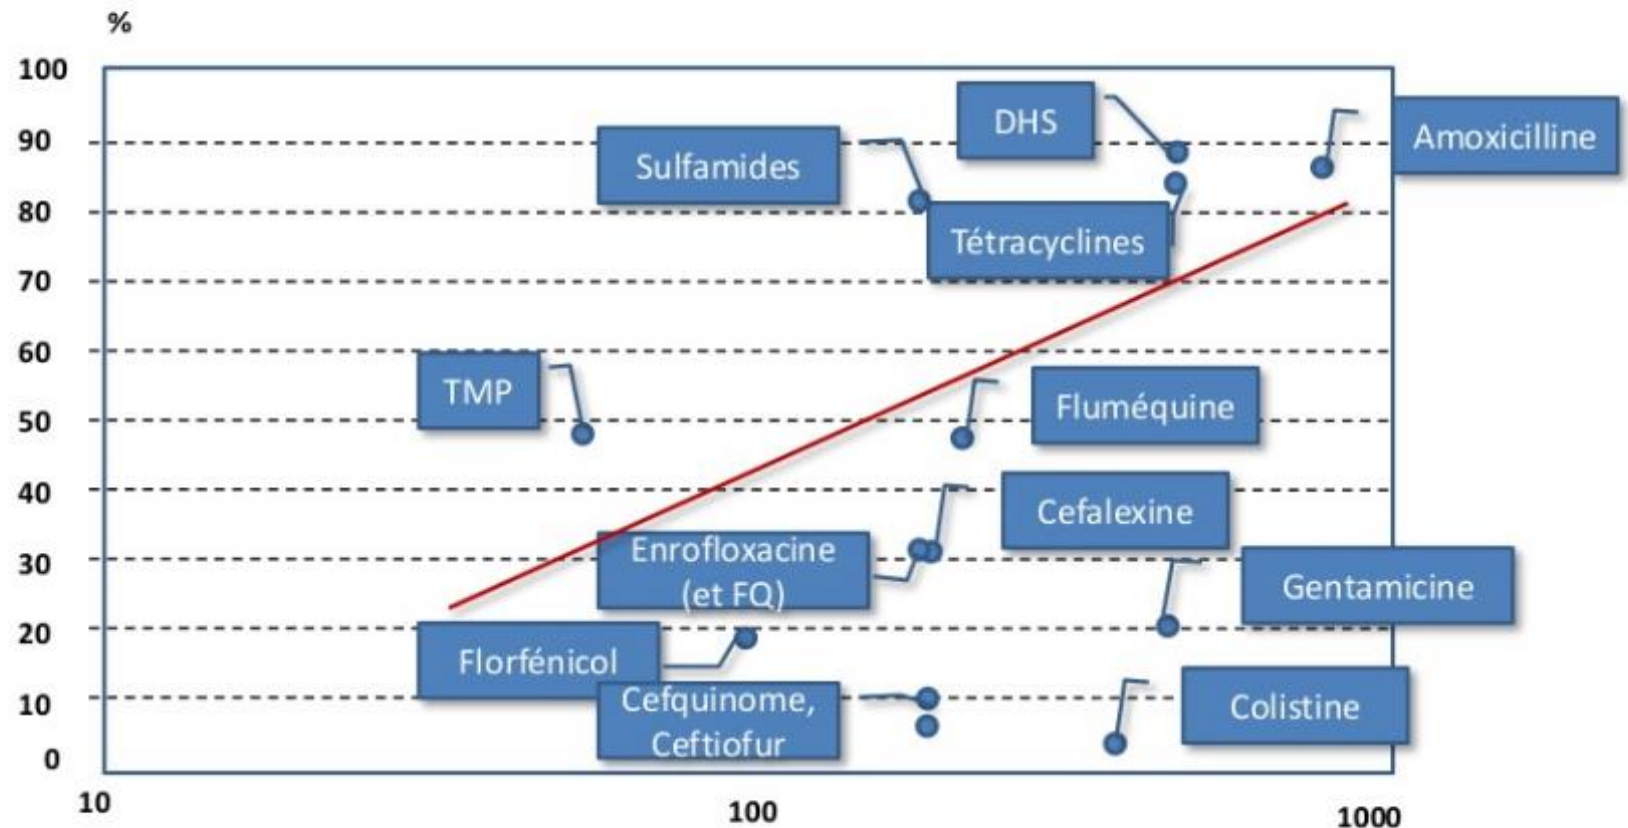 %
100
90
80
70
60
50
40
30
20
10
0
DHS
Amoxicilline
Sulfamides
Tétracyclines
TMP
Fluméquine
Cefalexine
Enrofloxacine
(et FQ)
Gentamicine
Florfénicol
Cefquinome,
Ceftiofur
Colistine
10
100
1000